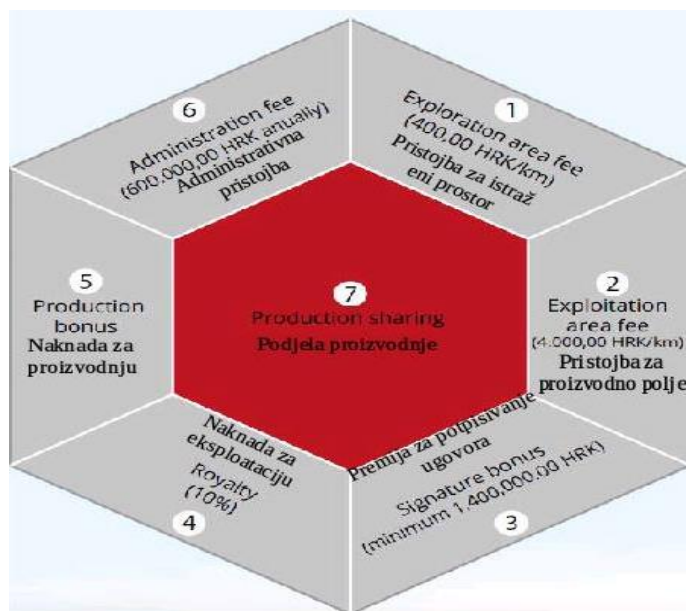 6
Administration fee
(600.000,00 HRK anually)
Administrativna
pristojba
1
Exploration area fee
(400,00 HRK/km)
Pristojba za istraž
eni prostor
5
Production
bonus
Naknada za
proizvodnju
7
Production sharing
Podjela proizvodnje
2
Exploitation
area fee
(4.000,00 HRK/km)
Pristojba za
proizvodno polje
Naknada za
eksploataciju
Royalty
(10%)
4
Premija za potpisivanje
ugovora
Signature bonus
(minimum 1,400,000.00 HRK)
3